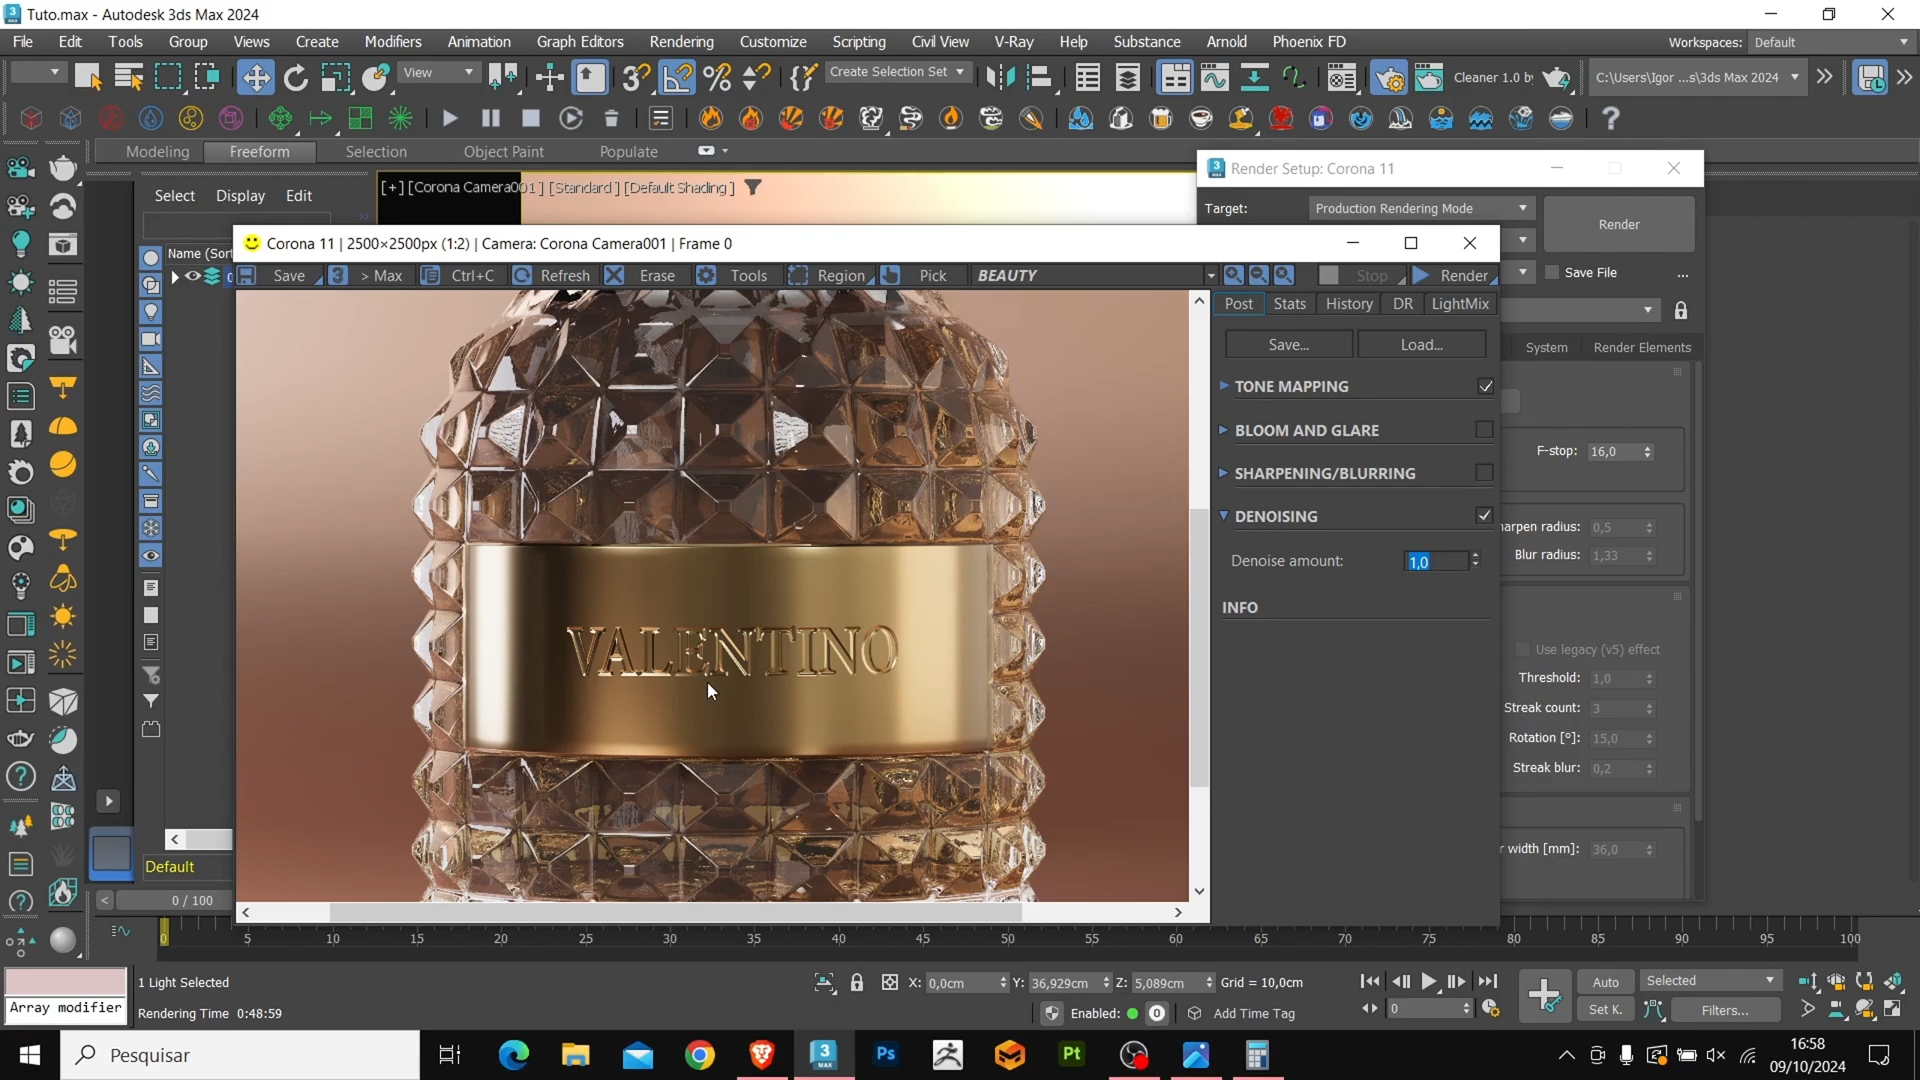 Tuto.max - Autodesk 3ds Max 2024
File Edit Tools Group Views Create Modifiers Animation Graph Editors Rendering Customize Scripting Civil View V-Ray Help Substance Arnold Phoenix FD Workspaces: Default
View Create Selection Set Cleaner 1.0 by C:\Users\Igor ...s\3ds Max 2024
Modeling Freeform Selection Object Paint Populate
Select Display Edit
[+] [Corona Camera001 ] [Standard ] [Default Shading ]
Render Setup: Corona 11
Target: Production Rendering Mode Render
Corona 11 | 2500×2500px (1:2) | Camera: Corona Camera001 | Frame 0
Name (Sort
Save > Max Ctrl+C Refresh Erase Tools Region Pick BEAUTY Stop Render
Save File ...
Post Stats History DR LightMix
Save... Load...
System Render Elements
TONE MAPPING
BLOOM AND GLARE
SHARPENING/BLURRING
DENOISING
Denoise amount: 1,0
INFO
F-stop: 16,0
arpen radius: 0,5
Blur radius: 1,33
Use legacy (v5) effect
Threshold: 1,0
Streak count: 3
Rotation [°]: 15,0
Streak blur: 0,2
r width [mm]: 36,0
VALENTINO
Default
0 / 100
0 5 10 15 20 25 30 35 40 45 50 55 60 65 70 75 80 85 90 95 100
1 Light Selected X: 0,0cm Y: 36,929cm Z: 5,089cm Grid = 10,0cm Auto Selected
Array modifier Rendering Time 0:48:59 Enabled: 0 Add Time Tag 0 Set K. Filters...
Pesquisar
16:58
09/10/2024